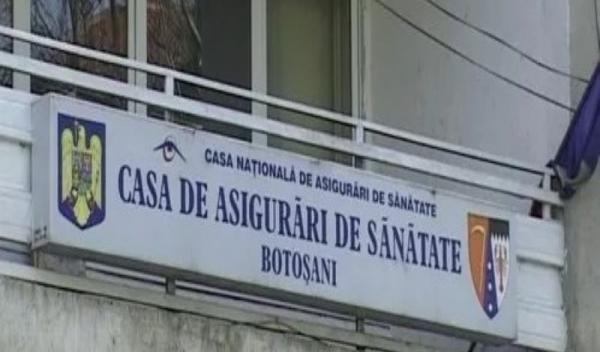 CASA NAȚIONALĂ DE ASIGURĂRI DE SĂNĂTATE
CASA DE ASIGURĂRI DE SĂNĂTATE
BOTOȘANI